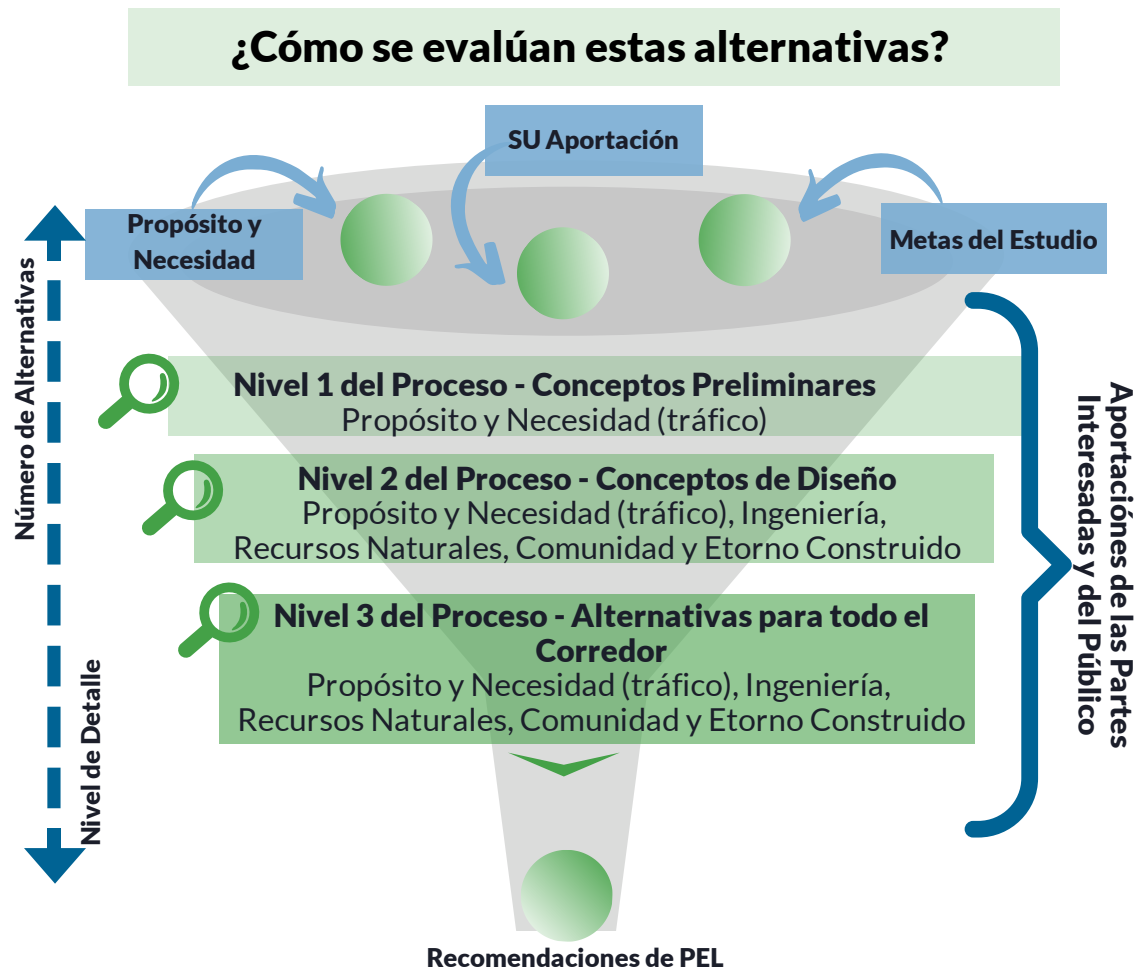 ¿Cómo se evalúan estas alternativas?
SU Aportación
Propósito y
Necesidad
Metas del Estudio
Número de Alternativas
Nivel de Detalle
Nivel 1 del Proceso - Conceptos Preliminares
Propósito y Necesidad (tráfico)
Nivel 2 del Proceso - Conceptos de Diseño
Propósito y Necesidad (tráfico), Ingeniería,
Recursos Naturales, Comunidad y Etorno Construido
Nivel 3 del Proceso - Alternativas para todo el
Corredor
Propósito y Necesidad (tráfico), Ingeniería,
Recursos Naturales, Comunidad y Etorno Construido
Aportaciónes de las Partes
Interesadas y del Público
Recomendaciones de PEL